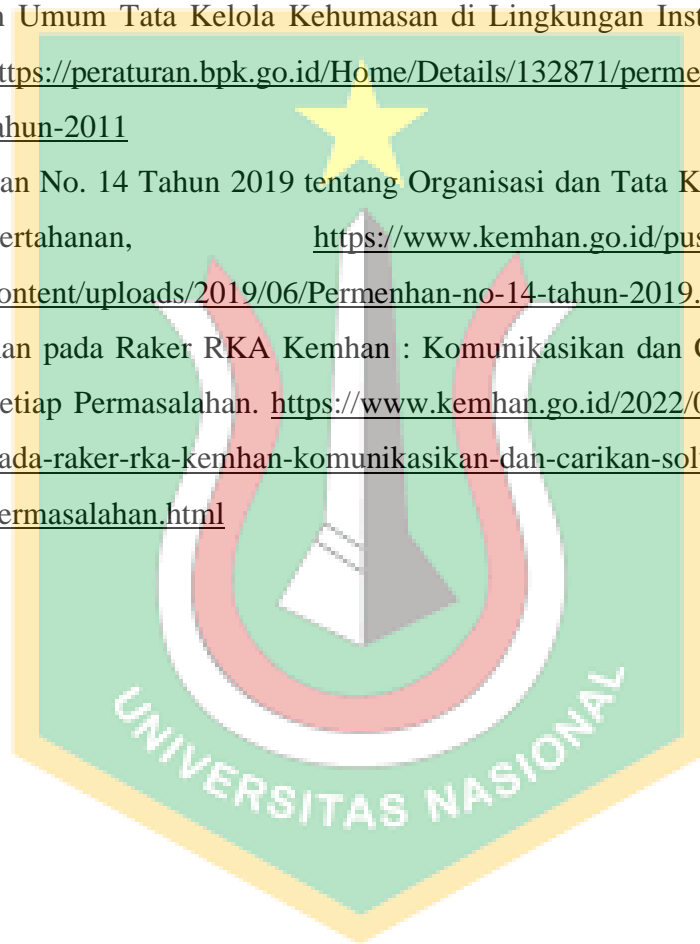 Umum Tata Kelola Kehumasan di Lingkungan
ttps://peraturan.bpk.go.id/Home/Details/132871/perme
ahun-2011
an No. 14 Tahun 2019 tentang Organisasi dan Tata K
ertahanan, https://www.kemhan.go.id/pus
ontent/uploads/2019/06/Permenhan-no-14-tahun-2019.
an pada Raker RKA Kemhan : Komunikasikan dan
etiap Permasalahan. https://www.kemhan.go.id/2022/0
ada-raker-rka-kemhan-komunikasikan-dan-carikan-sol
ermasalahan.html
UNIVERSITAS NASIONAL